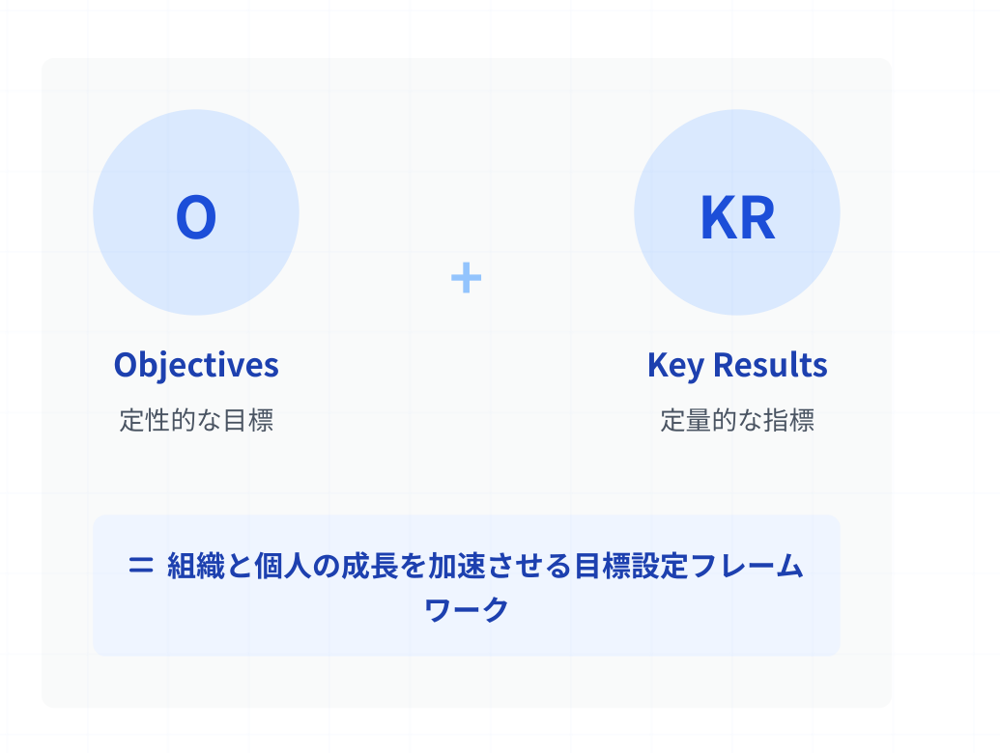 O
+
KR
Objectives
Key Results
定性的な目標
定量的な指標
= 組織と個人の成長を加速させる目標設定フレーム
ワーク